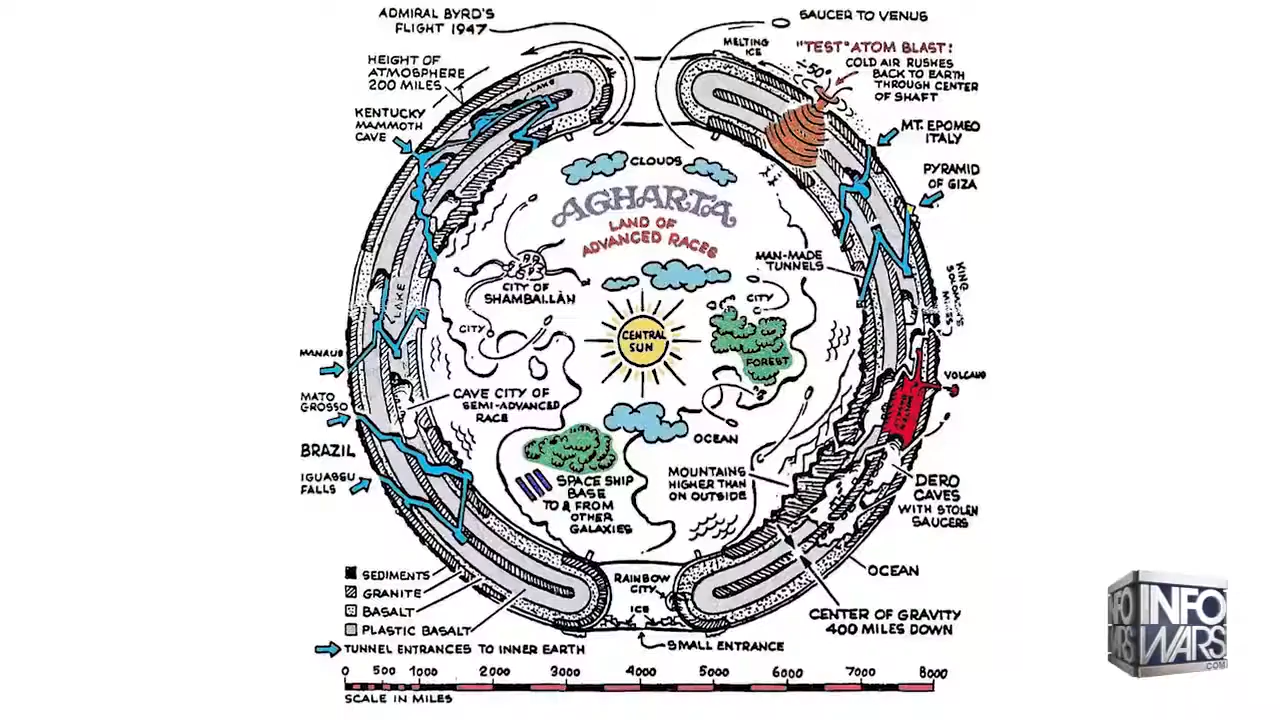 ADMIRAL BYRD'S
FLIGHT 1947
SAUCER TO VENUS
MELTING
ICE
"TEST" ATOM BLAST!
-50°
COLD AIR RUSHES
BACK TO EARTH
THROUGH CENTER
OF SHAFT
HEIGHT OF
ATMOSPHERE
200 MILES
LAKE
KENTUCKY
MAMMOTH
CAVE
MT. EPOMEO
ITALY
PYRAMID
OF GIZA
CLOUDS
AGHARTA
LAND OF
ADVANCED RACES
MAN-MADE
TUNNELS
CITY OF
SHAMBALLAH
KING
SOLOMON'S
MINES
LAKE
CITY
CITY
CENTRAL
SUN
FOREST
MANAUS
VOLCANO
MATO
GROSSO
CAVE CITY OF
SEMI-ADVANCED
RACE
BRAZIL
OCEAN
IGUASSU
FALLS
SPACE SHIP
BASE
TO & FROM
OTHER
GALAXIES
MOUNTAINS
HIGHER THAN
ON OUTSIDE
DERO
CAVES
WITH STOLEN
SAUCERS
OCEAN
SEDIMENTS
GRANITE
BASALT
PLASTIC BASALT
RAINBOW
CITY
ICE
CENTER OF GRAVITY
400 MILES DOWN
TUNNEL ENTRANCES TO INNER EARTH
SMALL ENTRANCE
0 500 1000 2000 3000 4000 5000 6000 7000 8000
SCALE IN MILES
INFO
WARS
.COM